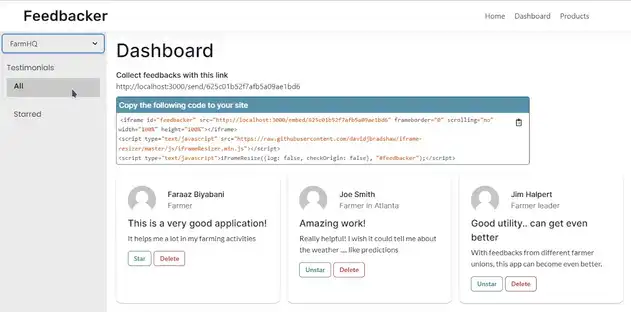 Feedbacker
Home Dashboard Products
FarmHQ
Testimonials
All
Starred
Dashboard
Collect feedbacks with this link
http://localhost:3000/send/625c01b52f7afb5a09ae1bd6
Copy the following code to your site
<iframe id="feedbacker" src="http://localhost:3000/embed/625c01b52f7afb5a09ae1bd6" frameborder="0" scrolling="no"
width="100%" height="100%"></iframe>
<script type="text/javascript" src="https://raw.githubusercontent.com/davidjbradshaw/iframe-
resizer/master/js/iframeResizer.min.js"></script>
<script type="text/javascript">iframeResize({log: false, checkOrigin: false}, "#feedbacker");</script>
Faraaz Biyabani
Farmer
This is a very good application!
It helps me a lot in my farming activities
Star Delete
Joe Smith
Farmer in Atlanta
Amazing work!
Really helpful! I wish it could tell me about
the weather .... like predictions
Unstar Delete
Jim Halpert
Farmer leader
Good utility.. can get even
better
With feedbacks from different farmer
unions, this app can become even better.
Unstar Delete